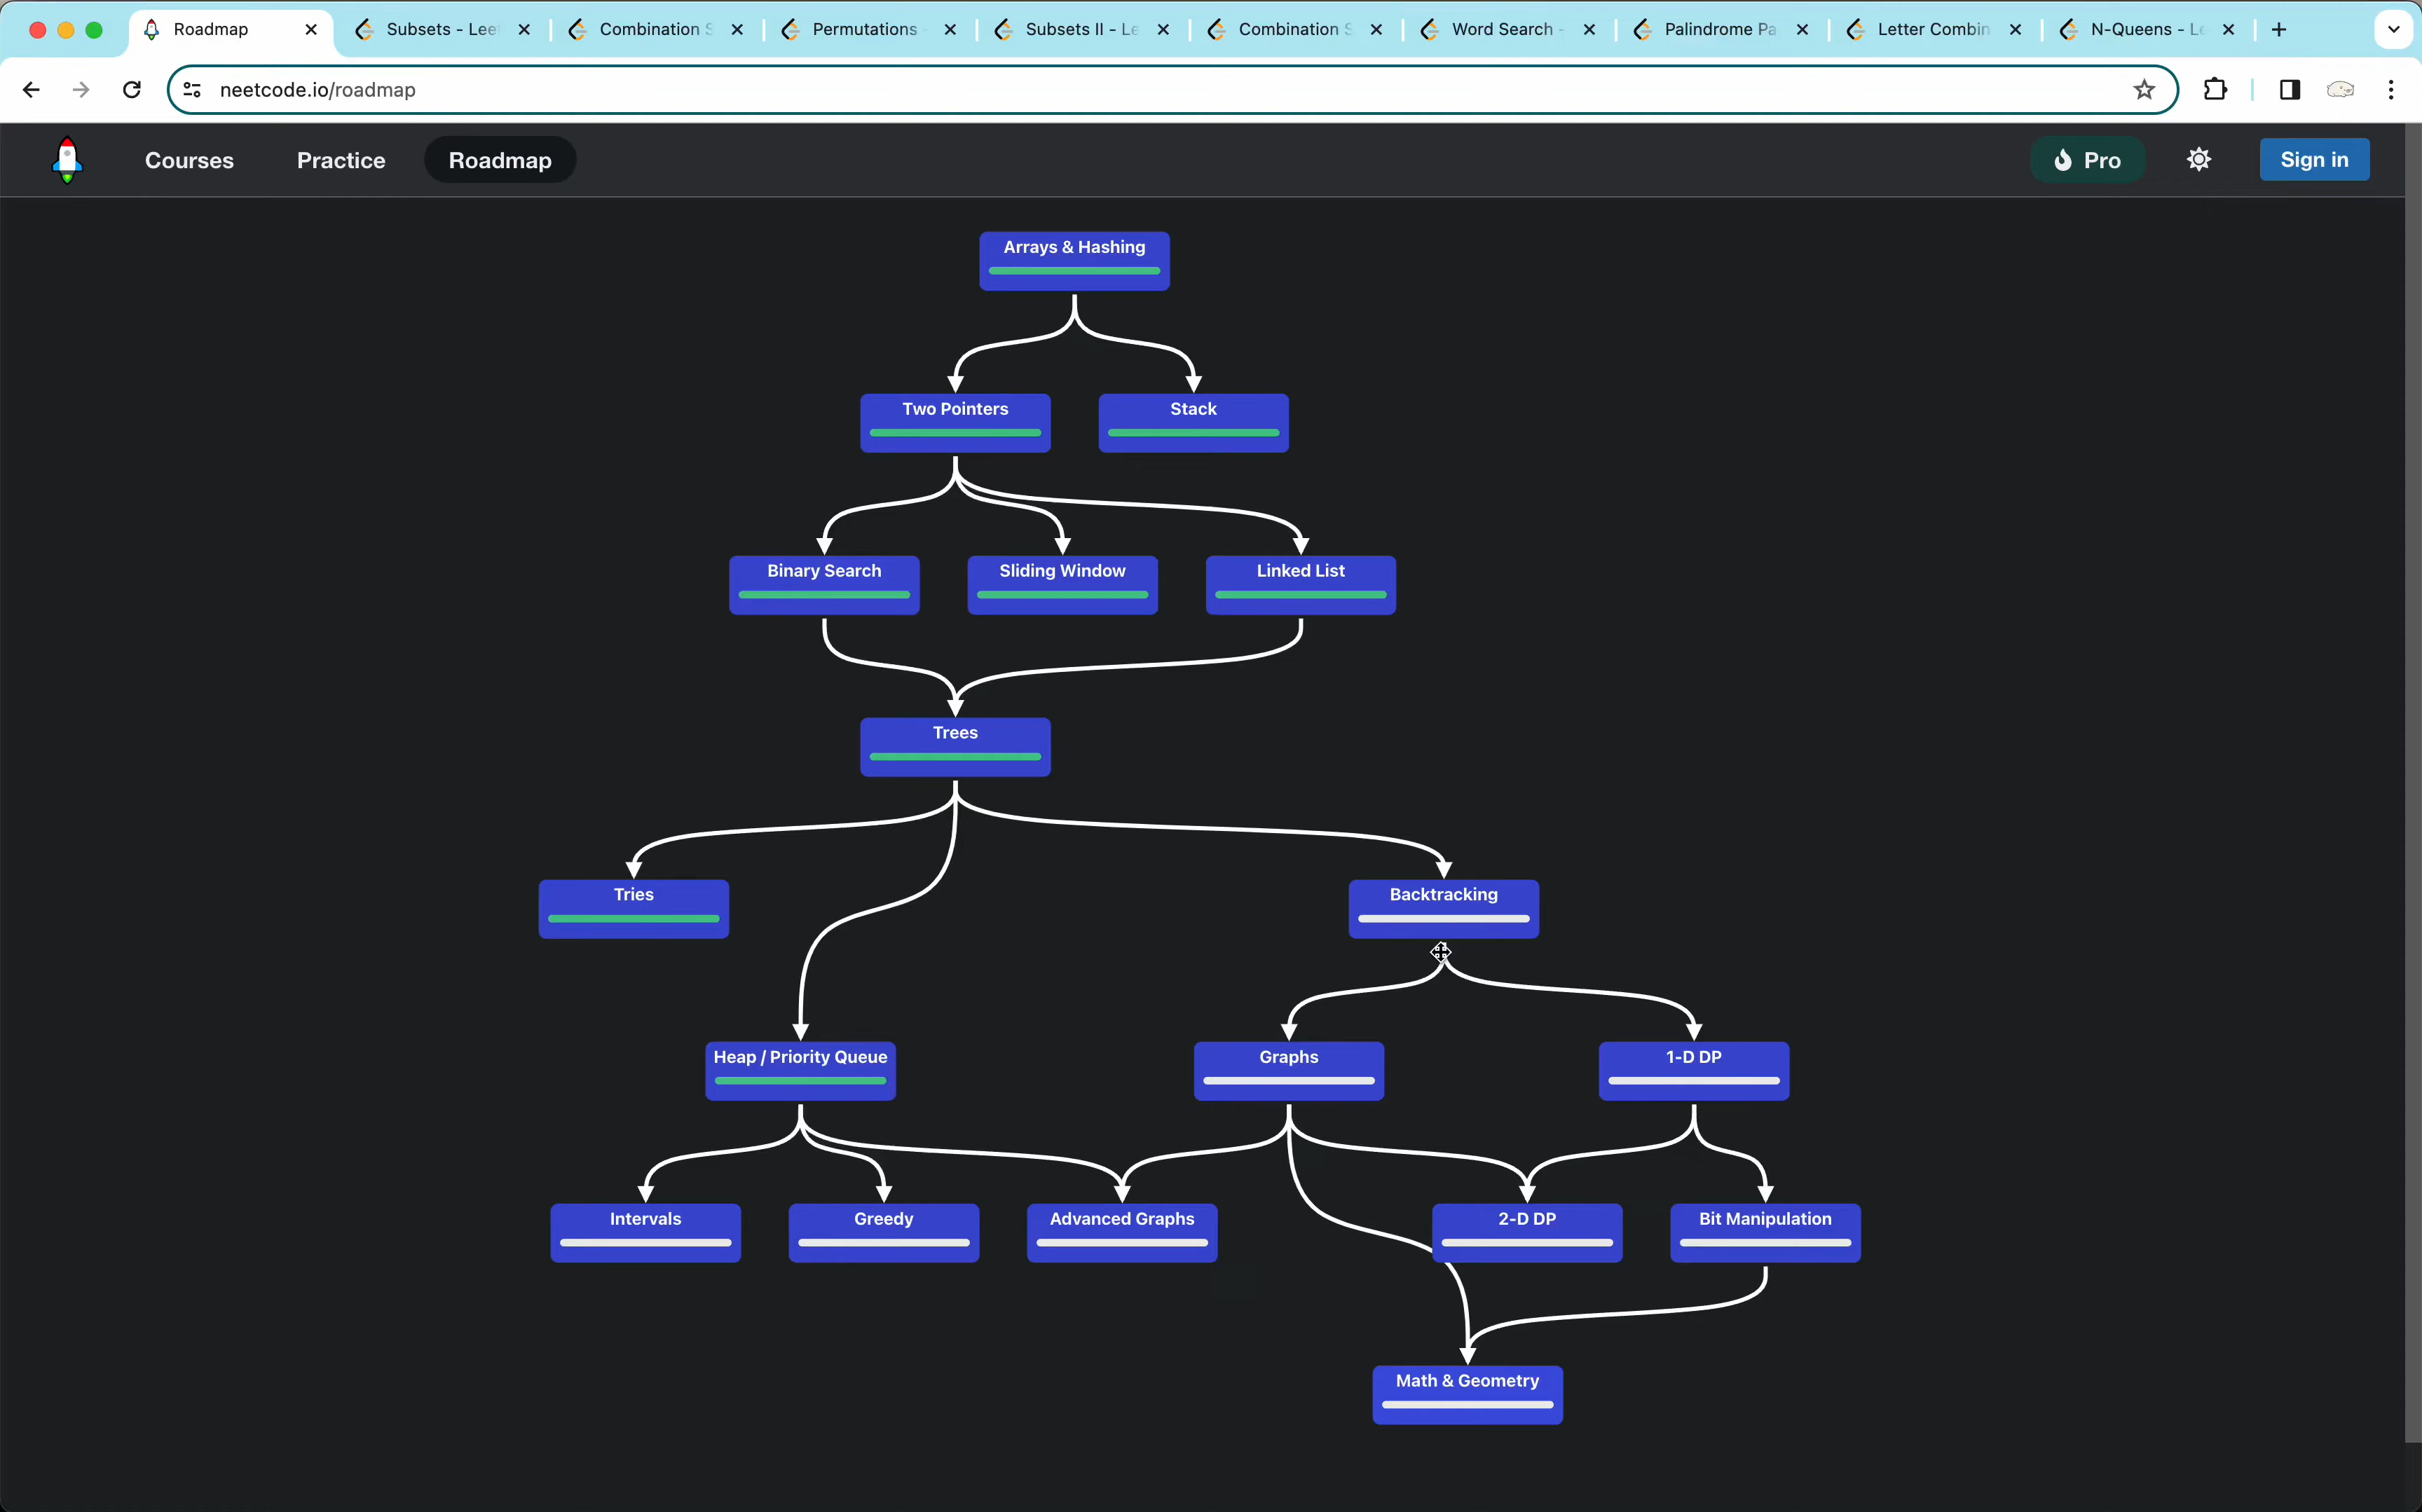 Roadmap
Subsets - Lee
Combination S
Permutations -
Subsets II - Le
Combination S
Word Search -
Palindrome Pa
Letter Combin
N-Queens - Le
neetcode.io/roadmap
Courses
Practice
Roadmap
Pro
Sign in
Arrays & Hashing
Two Pointers
Stack
Binary Search
Sliding Window
Linked List
Trees
Tries
Backtracking
Heap / Priority Queue
Graphs
1-D DP
Intervals
Greedy
Advanced Graphs
2-D DP
Bit Manipulation
Math & Geometry